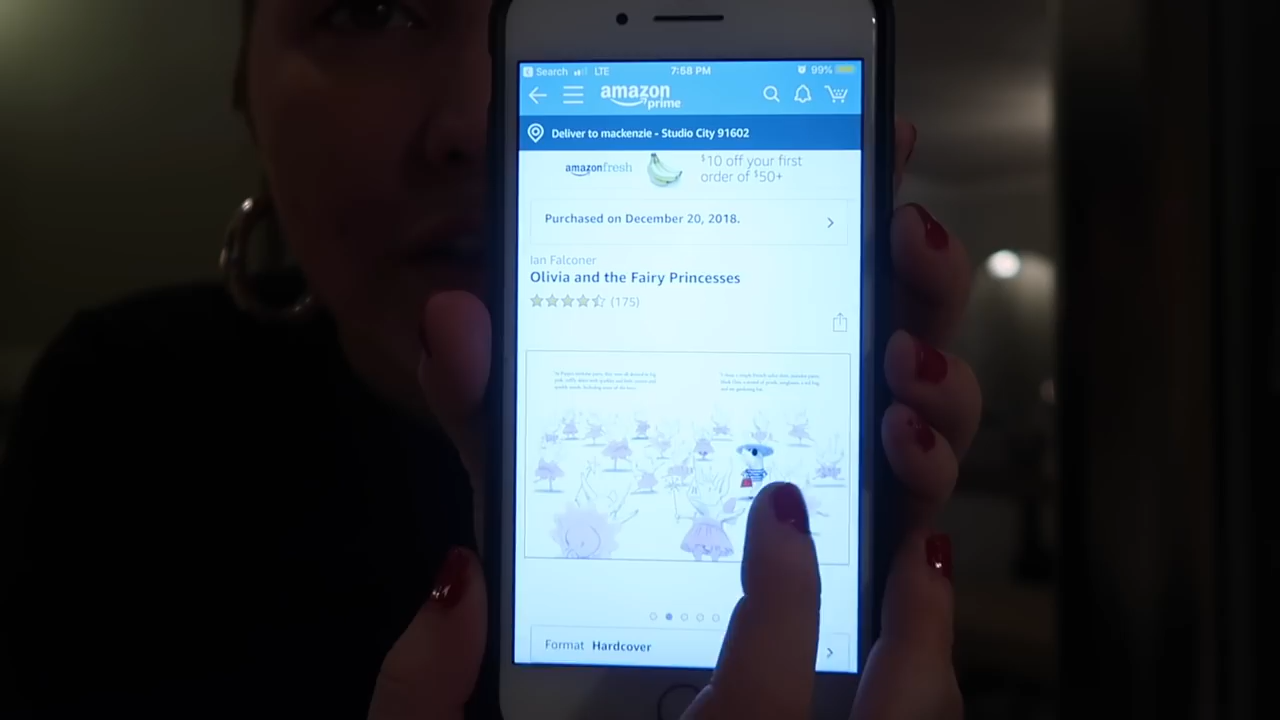 Search LTE 7:58 PM 99%
amazon
prime
Deliver to mackenzie - Studio City 91602
amazonfresh
$10 off your first
order of $50+
Purchased on December 20, 2018.
Ian Falconer
Olivia and the Fairy Princesses
(175)
Format Hardcover